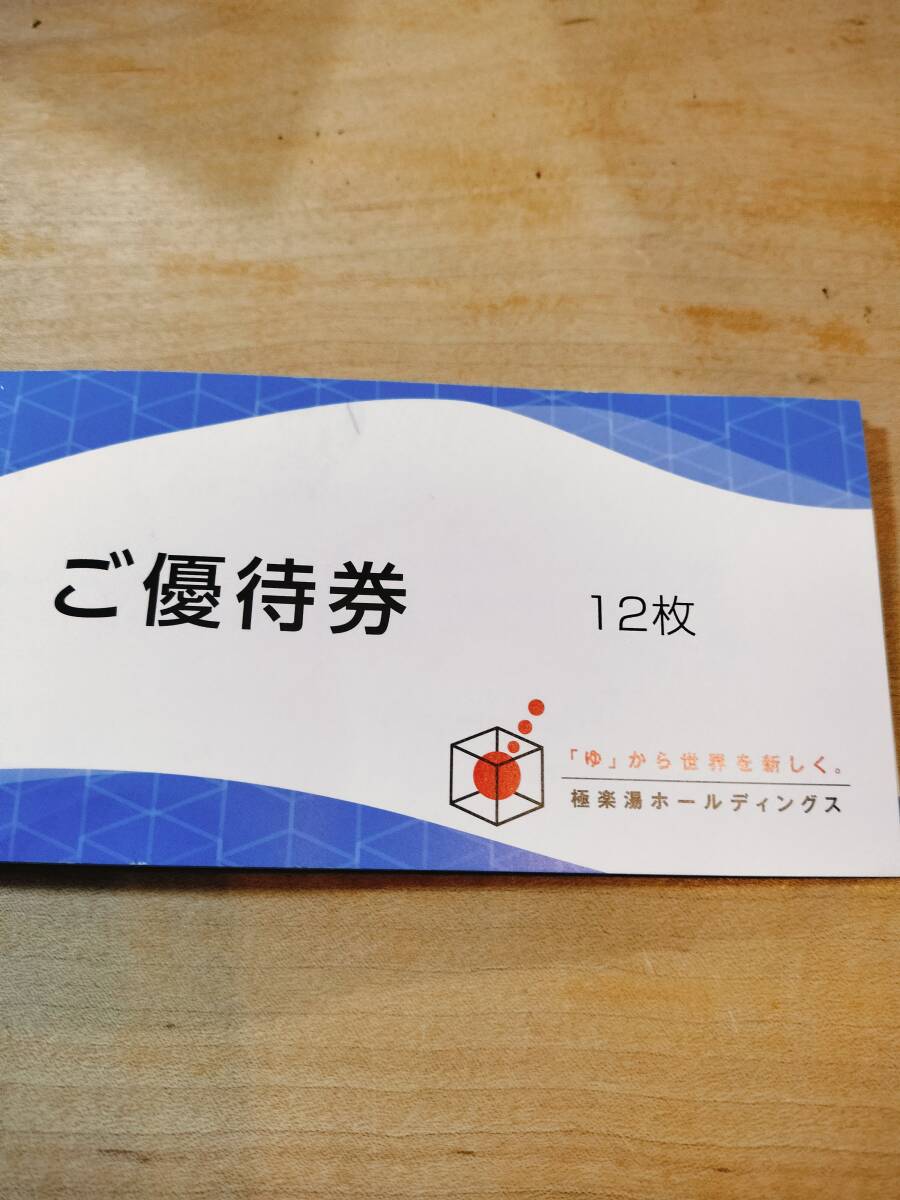 ご優待券
12枚
「ゆ」から世界を新しく。
極楽湯ホールディングス